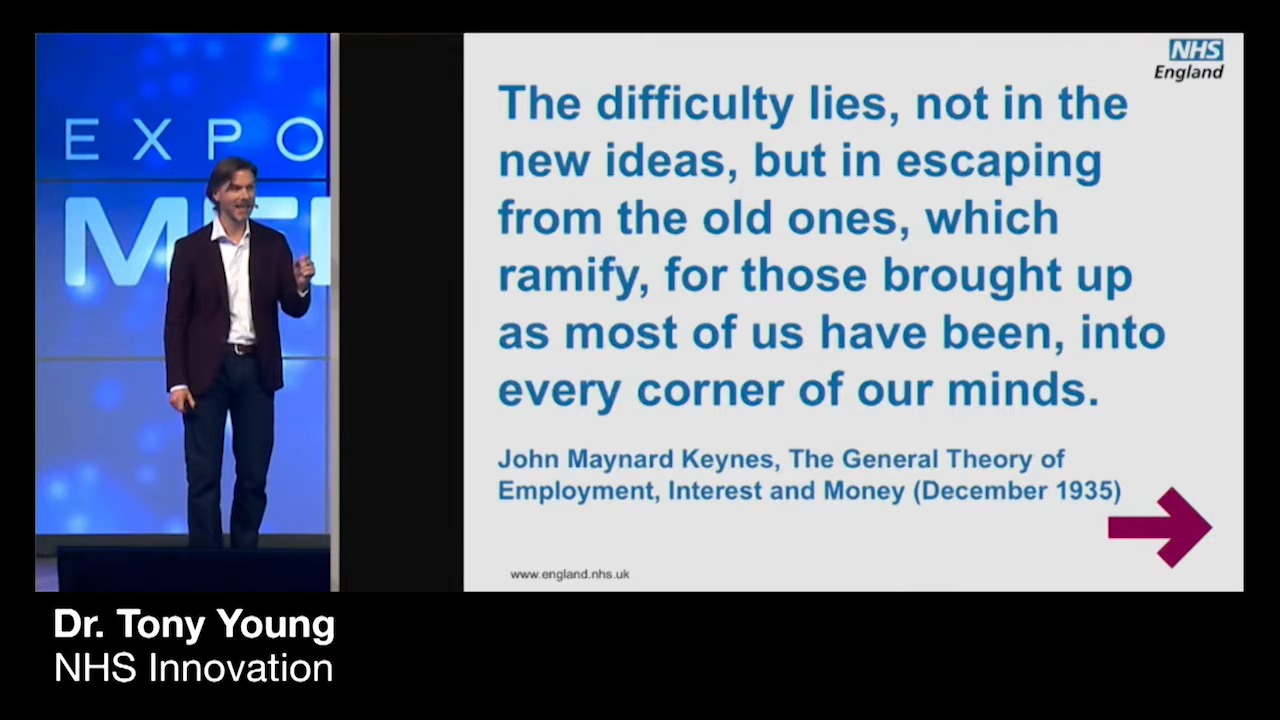 EXPO
NHS
England
The difficulty lies, not in the
new ideas, but in escaping
from the old ones, which
ramify, for those brought up
as most of us have been, into
every corner of our minds.
John Maynard Keynes, The General Theory of
Employment, Interest and Money (December 1935)
www.england.nhs.uk
Dr. Tony Young
NHS Innovation